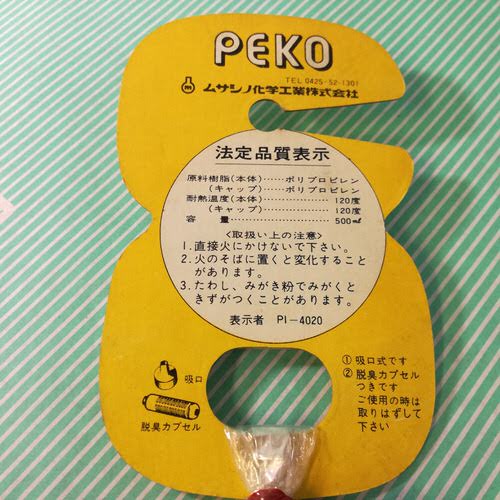 PEKO
TEL 0425-52-1301
ムサシノ化学工業株式会社
法定品質表示
原料樹脂(本体)……ポリプロピレン
(キャップ)……ポリプロピレン
耐熱温度(本体)………………120度
(キャップ)………………120度
容 量………………500㎖
<取扱い上の注意>
1.直接火にかけないで下さい。
2.火のそばに置くと変化すること
があります。
3.たわし、みがき粉でみがくと
きずがつくことがあります。
表示者 PI-4020
吸口
脱臭カプセル
①吸口式です
②脱臭カプセル
つきです
ご使用の時は
取りはずして
下さい